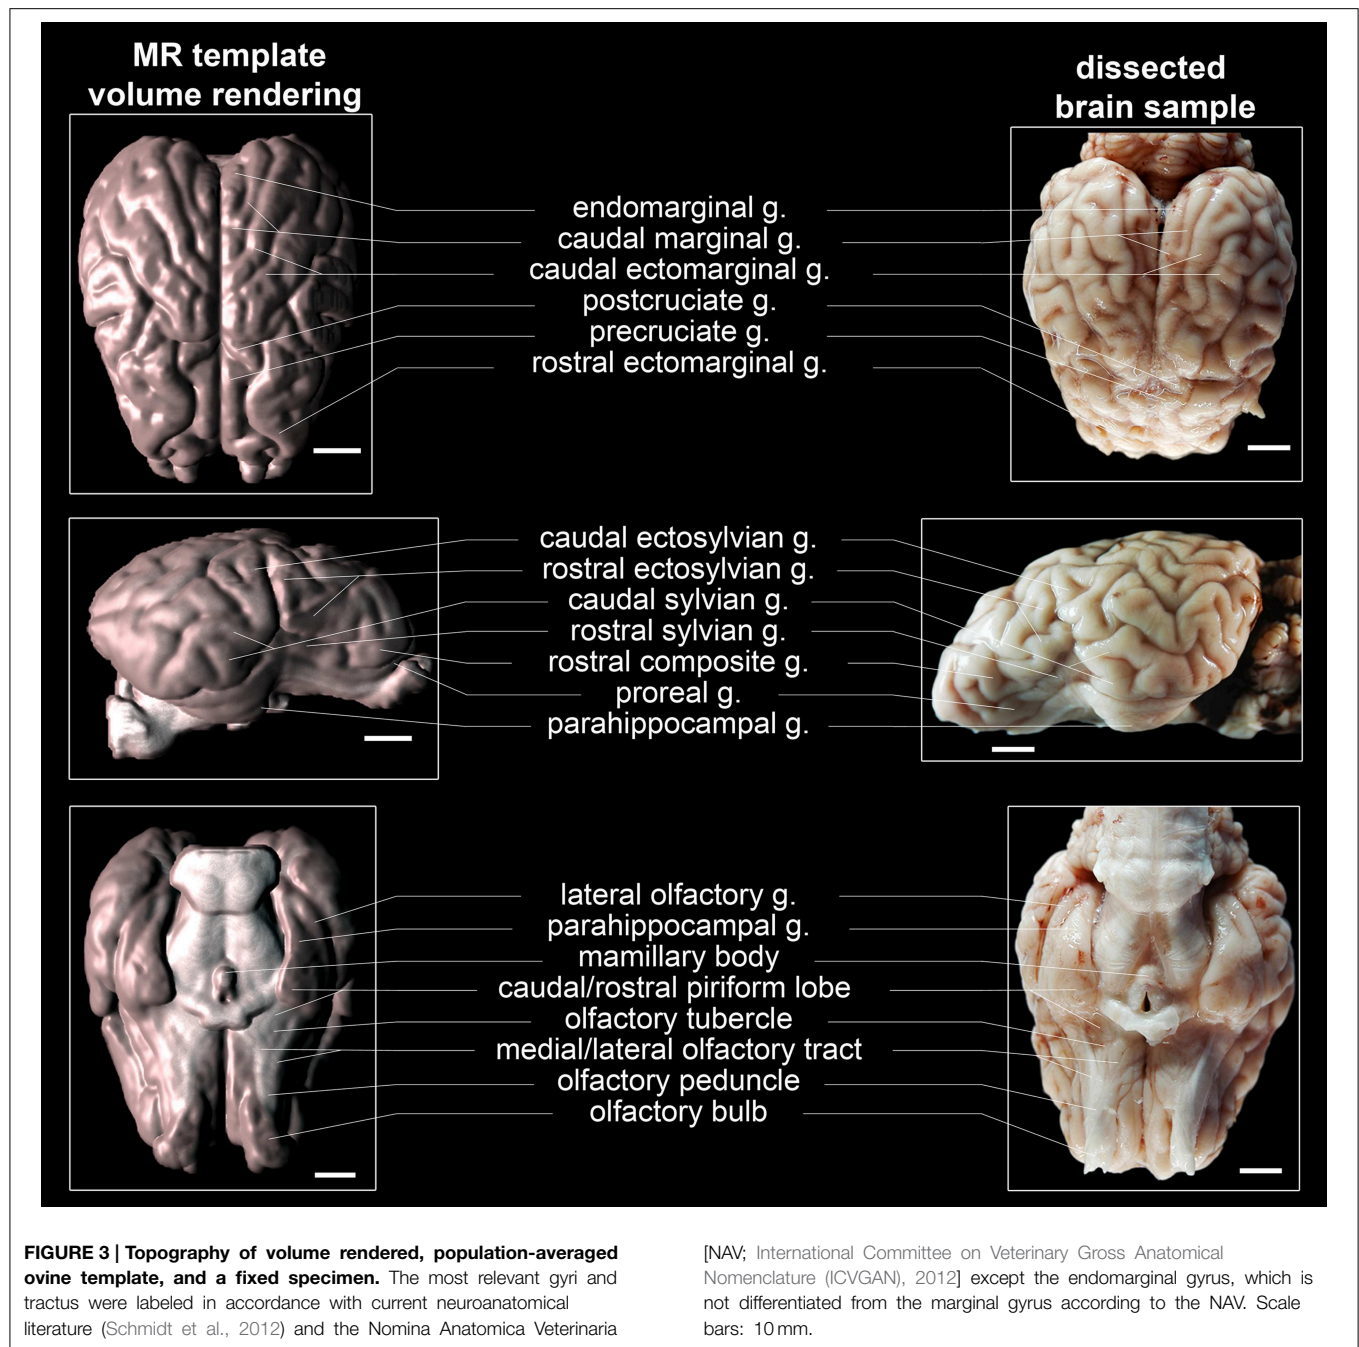 MR template
volume rendering
dissected
brain sample
endomarginal g.
caudal marginal g.
caudal ectomarginal g.
postcruciate g.
precruciate g.
rostral ectomarginal g.
caudal ectosylvian g.
rostral ectosylvian g.
caudal sylvian g.
rostral sylvian g.
rostral composite g.
proreal g.
parahippocampal g.
lateral olfactory g.
parahippocampal g.
mamillary body
caudal/rostral piriform lobe
olfactory tubercle
medial/lateral olfactory tract
olfactory peduncle
olfactory bulb
FIGURE 3 | Topography of volume rendered, population-averaged
ovine template, and a fixed specimen. The most relevant gyri and
tractus were labeled in accordance with current neuroanatomical
literature (Schmidt et al., 2012) and the Nomina Anatomica Veterinaria
[NAV; International Committee on Veterinary Gross Anatomical
Nomenclature (ICVGAN), 2012] except the endomarginal gyrus, which is
not differentiated from the marginal gyrus according to the NAV. Scale
bars: 10 mm.